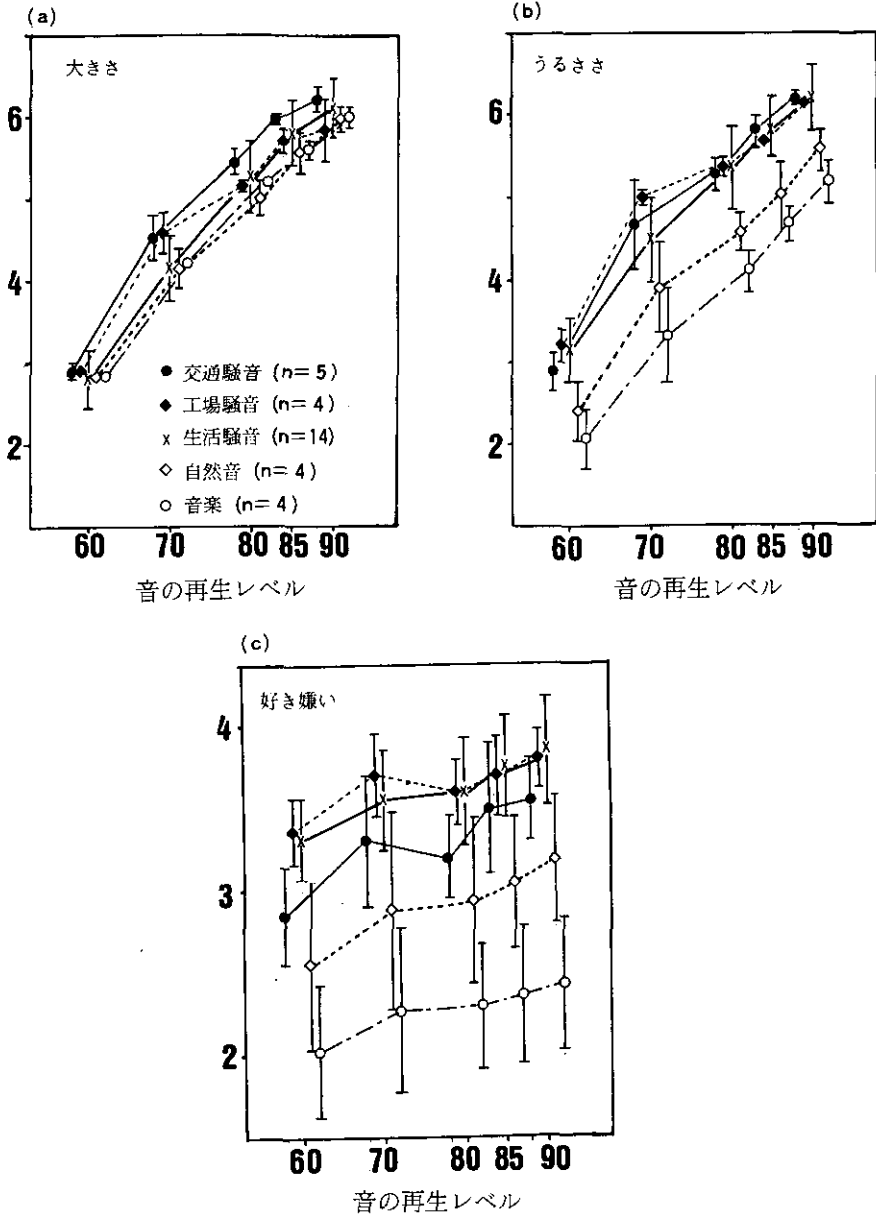 (a)
大きさ
6
4
2
● 交通騒音 (n=5)
◆ 工場騒音 (n=4)
x 生活騒音 (n=14)
◇ 自然音 (n=4)
○ 音楽 (n=4)
60 70 80 85 90
音の再生レベル
(b)
うるささ
6
4
2
60 70 80 85 90
音の再生レベル
(c)
好き嫌い
4
3
2
60 70 80 85 90
音の再生レベル